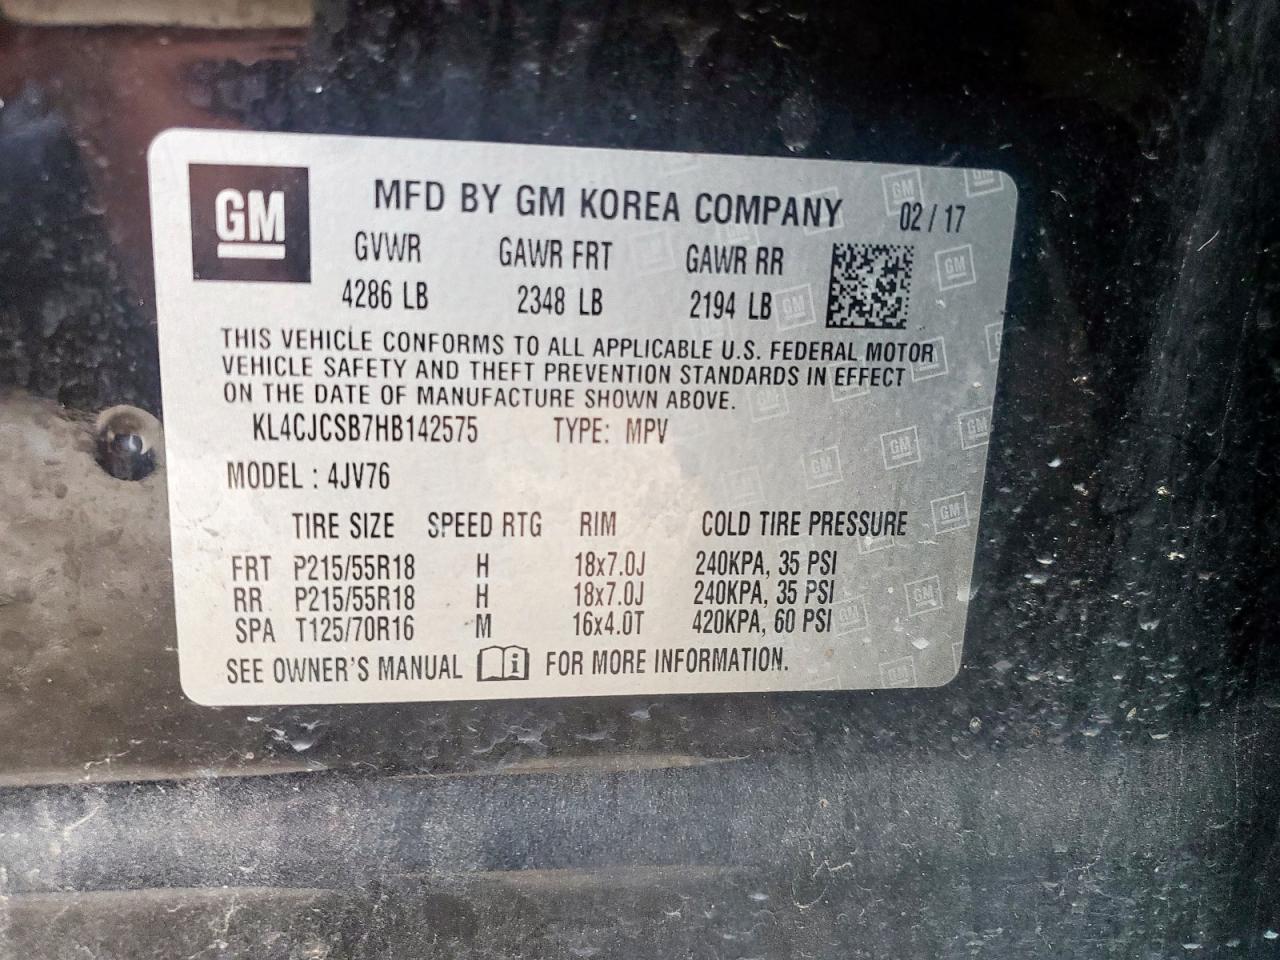 GM
MFD BY GM KOREA COMPANY 02 / 17
GVWR GAWR FRT GAWR RR
4286 LB 2348 LB 2194 LB
THIS VEHICLE CONFORMS TO ALL APPLICABLE U.S. FEDERAL MOTOR
VEHICLE SAFETY AND THEFT PREVENTION STANDARDS IN EFFECT
ON THE DATE OF MANUFACTURE SHOWN ABOVE.
KL4CJCSB7HB142575 TYPE: MPV
MODEL : 4JV76
TIRE SIZE SPEED RTG RIM COLD TIRE PRESSURE
FRT P215/55R18 H 18x7.0J 240KPA, 35 PSI
RR P215/55R18 H 18x7.0J 240KPA, 35 PSI
SPA T125/70R16 M 16x4.0T 420KPA, 60 PSI
SEE OWNER'S MANUAL i FOR MORE INFORMATION.